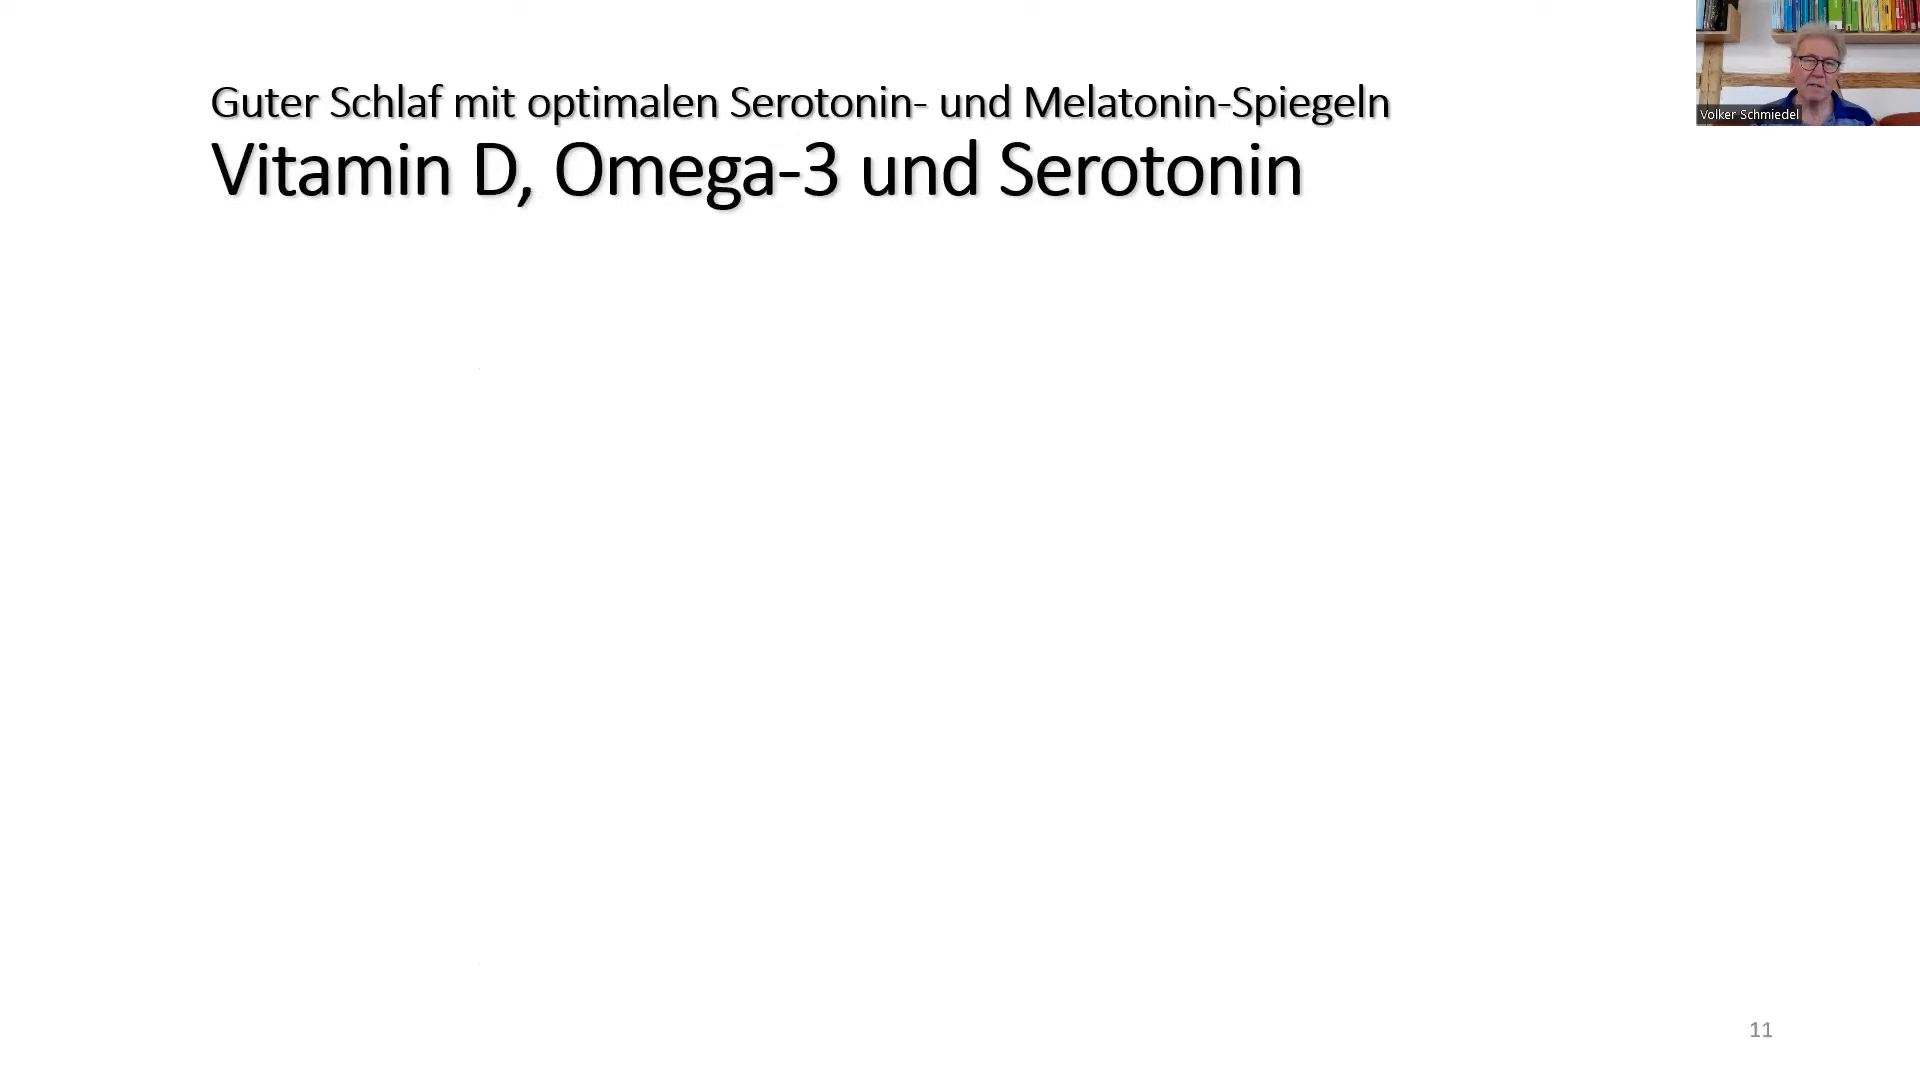 Guter Schlaf mit optimalen Serotonin- und Melatonin-Spiegeln
Vitamin D, Omega-3 und Serotonin
Volker Schmiedel
11